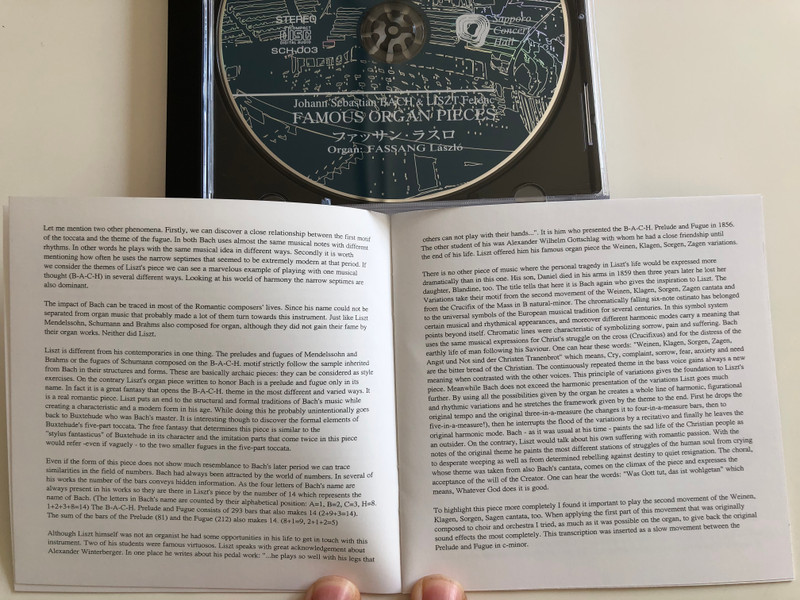 STEREO
COMPACT
DISC
DIGITAL AUDIO
SCH.003
Sapporo
Concert
Hall
Johann Sebastian BACH & LISZT Ferenc
FAMOUS ORGAN PIECES
ファッサン・ラスロ
Organ: FASSANG László
Let me mention two other phenomena. Firstly, we can discover a close relationship between the first motif
of the toccata and the theme of the fugue. In both Bach uses almost the same musical notes with different
rhythms. In other words he plays with the same musical idea in different ways. Secondly it is worth
mentioning how often he uses the narrow septimes that seemed to be extremely modern at that period. If
we consider the themes of Liszt's piece we can see a marvelous example of playing with one musical
thought (B-A-C-H) in several different ways. Looking at his world of harmony the narrow septimes are
also dominant.
The impact of Bach can be traced in most of the Romantic composers' lives. Since his name could not be
separated from organ music that probably made a lot of them turn towards this instrument. Just like Liszt
Mendelssohn, Schumann and Brahms also composed for organ, although they did not gain their fame by
their organ works. Neither did Liszt.
Liszt is different from his contemporaries in one thing. The preludes and fugues of Mendelssohn and
Brahms or the fugues of Schumann composed on the B-A-C-H. motif strictly follow the sample inherited
from Bach in their structures and forms. These are basically archaic pieces: they can be considered as style
exercises. On the contrary Liszt's organ piece written to honor Bach is a prelude and fugue only in its
name. In fact it is a great fantasy that opens the B-A-C-H. theme in the most different and varied ways. It
is a real romantic piece. Liszt puts an end to the structural and formal traditions of Bach's music while
creating a characteristic and a modern form in his age. While doing this he probably unintentionally goes
back to Buxtehude who was Bach's master. It is interesting though to discover the formal elements of
Buxtehude's five-part toccata. The free fantasy that determines this piece is similar to the
"stylus fantasticus" of Buxtehude in its character and the imitation parts that come twice in this piece
would refer -even if vaguely - to the two smaller fugues in the five-part toccata.
Even if the form of this piece does not show much resemblance to Bach's later period we can trace
similarities in the field of numbers. Bach had always been attracted by the world of numbers. In several of
his works the number of the bars conveys hidden information. As the four letters of Bach's name are
always present in his works so they are there in Liszt's piece by the number of 14 which represents the
name of Bach. (The letters in Bach's name are counted by their alphabetical position: A=1, B=2, C=3, H=8.
1+2+3+8=14) The B-A-C-H. Prelude and Fugue consists of 293 bars that also makes 14 (2+9+3=14).
The sum of the bars of the Prelude (81) and the Fugue (212) also makes 14. (8+1=9, 2+1+2=5)
Although Liszt himself was not an organist he had some opportunities in his life to get in touch with this
instrument. Two of his students were famous virtuosos. Liszt speaks with great acknowledgement about
Alexander Winterberger. In one place he writes about his pedal work: "...he plays so well with his legs that
others can not play with their hands...". It is him who presented the B-A-C-H. Prelude and Fugue in 1856.
The other student of his was Alexander Wilhelm Gottschlag with whom he had a close friendship until
the end of his life. Liszt offered him his famous organ piece the Weinen, Klagen, Sorgen, Zagen variations.
There is no other piece of music where the personal tragedy in Liszt's life would be expressed more
dramatically than in this one. His son, Daniel died in his arms in 1859 then three years later he lost her
daughter, Blandine, too. The title tells that here it is Bach again who gives the inspiration to Liszt. The
Variations take their motif from the second movement of the Weinen, Klagen, Sorgen, Zagen cantata and
from the Crucifix of the Mass in B natural-minor. The chromatically falling six-note ostinato has belonged
to the universal symbols of the European musical tradition for several centuries. In this symbol system
certain musical and rhythmical appearances, and moreover different harmonic modes carry a meaning that
points beyond itself. Chromatic lines were characteristic of symbolizing sorrow, pain and suffering. Bach
uses the same musical expressions for Christ's struggle on the cross (Crucifixus) and for the distress of the
earthly life of man following his Saviour. One can hear these words: "Weinen, Klagen, Sorgen, Zagen,
Angst und Not sind der Christen Tranenbrot" which means, Cry, complaint, sorrow, fear, anxiety and need
are the bitter bread of the Christian. The continuously repeated theme in the bass voice gains always a new
meaning when contrasted with the other voices. This principle of variations gives the foundation to Liszt's
piece. Meanwhile Bach does not exceed the harmonic presentation of the variations Liszt goes much
further. By using all the possibilities given by the organ he creates a whole line of harmonic, figurational
and rhythmic variations and he stretches the framework given by the theme to the end. First he drops the
original tempo and the original three-in-a-measure (he changes it to four-in-a-measure bars, then to
five-in-a-measure!), then he interrupts the flood of the variations by a recitativo and finally he leaves the
original harmonic mode. Bach - as it was usual at his time - paints the sad life of the Christian people as
an outsider. On the contrary, Liszt would talk about his own suffering with romantic passion. With the
notes of the original theme he paints the most different stations of struggles of the human soul from crying
to desperate weeping as well as from determined rebelling against destiny to quiet resignation. The choral,
whose theme was taken from also Bach's cantata, comes on the climax of the piece and expresses the
acceptance of the will of the Creator. One can hear the words: "Was Gott tut, das ist wohlgetan" which
means, Whatever God does it is good.
To highlight this piece more completely I found it important to play the second movement of the Weinen,
Klagen, Sorgen, Sagen cantata, too. When applying the first part of this movement that was originally
composed to choir and orchestra I tried, as much as it was possible on the organ, to give back the original
sound effects the most completely. This transcription was inserted as a slow movement between the
Prelude and Fugue in c-minor.